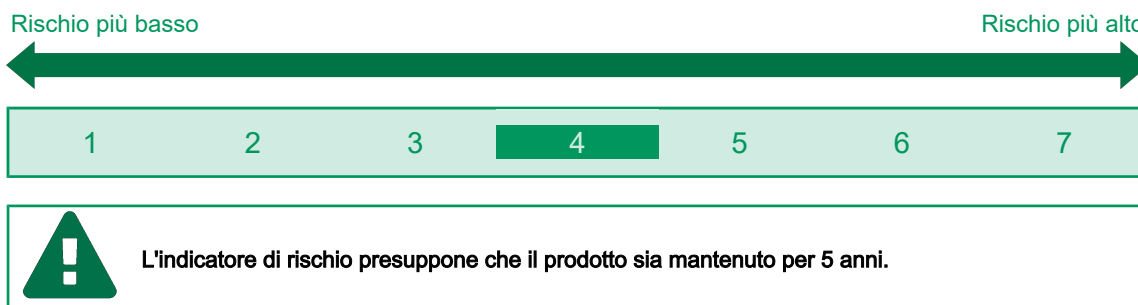 Rischio più basso Rischio più alto
1 2 3 4 5 6 7
L'indicatore di rischio presuppone che il prodotto sia mantenuto per 5 anni.